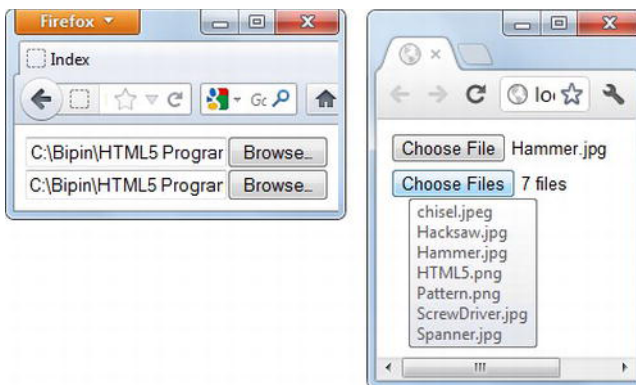 Firefox
Index
Gc
C:\Bipin\HTML5 Prograr Browse...
C:\Bipin\HTML5 Prograr Browse...
lo
Choose File Hammer.jpg
Choose Files 7 files
chisel.jpeg
Hacksaw.jpg
Hammer.jpg
HTML5.png
Pattern.png
ScrewDriver.jpg
Spanner.jpg